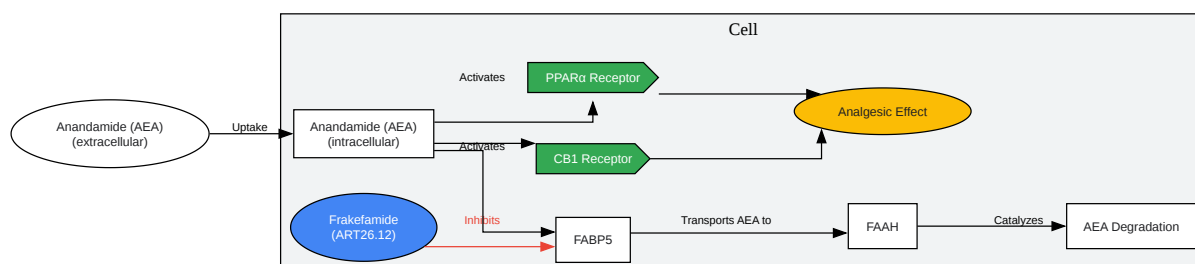 Cell
Activates
PPARα Receptor
Analgesic Effect
Anandamide (AEA)
(extracellular)
Uptake
Anandamide (AEA)
(intracellular)
Activates
CB1 Receptor
Frakefamide
(ART26.12)
Inhibits
FABP5
Transports AEA to
FAAH
Catalyzes
AEA Degradation